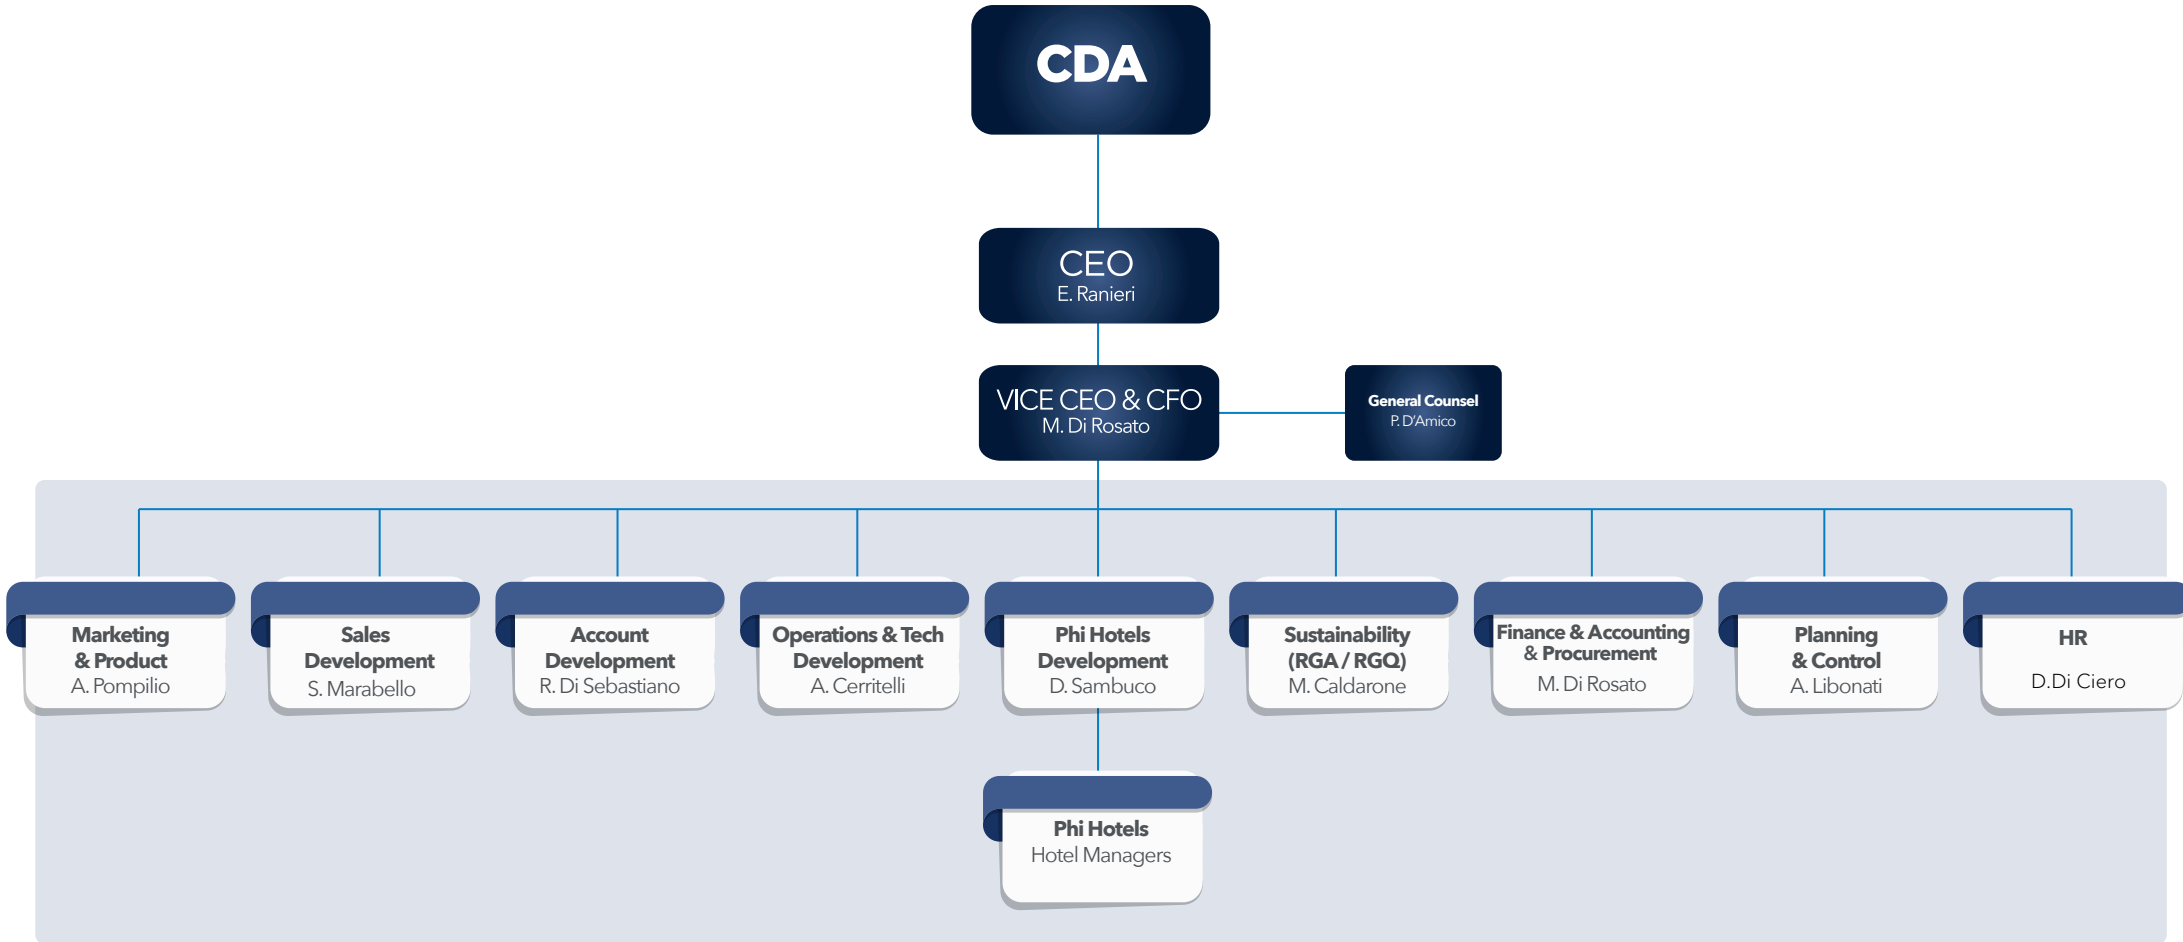 CDA
CEO
E. Ranieri
VICE CEO & CFO
M. Di Rosato
General Counsel
P. D'Amico
Marketing
& Product
A. Pompilio
Sales
Development
S. Marabello
Account
Development
R. Di Sebastiano
Operations & Tech
Development
A. Cerritelli
Phi Hotels
Development
D. Sambuco
Sustainability
(RGA / RGQ)
M. Caldarone
Finance & Accounting
& Procurement
M. Di Rosato
Planning
& Control
A. Libonati
HR
D.Di Ciero
Phi Hotels
Hotel Managers